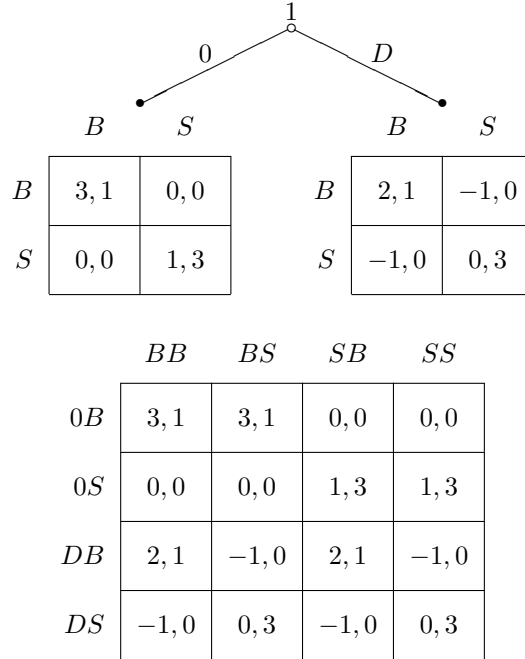 1
0 D
B S B S
B 3, 1 0, 0 B 2, 1 −1, 0
S 0, 0 1, 3 S −1, 0 0, 3
BB BS SB SS
0B 3, 1 3, 1 0, 0 0, 0
0S 0, 0 0, 0 1, 3 1, 3
DB 2, 1 −1, 0 2, 1 −1, 0
DS −1, 0 0, 3 −1, 0 0, 3